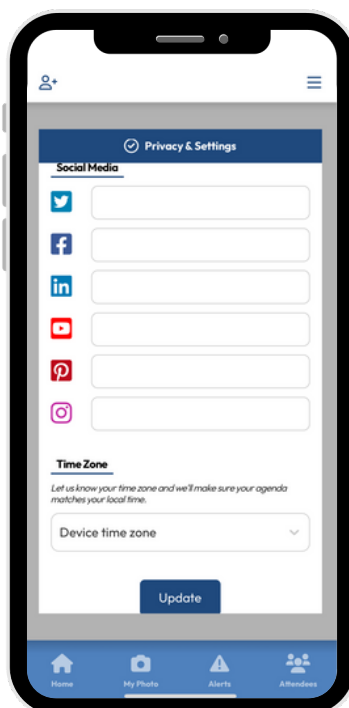 Privacy & Settings
Social Media
Time Zone
Let us know your time zone and we'll make sure your agenda
matches your local time.
Device time zone
Update
Home
My Photo
Alerts
Attendees